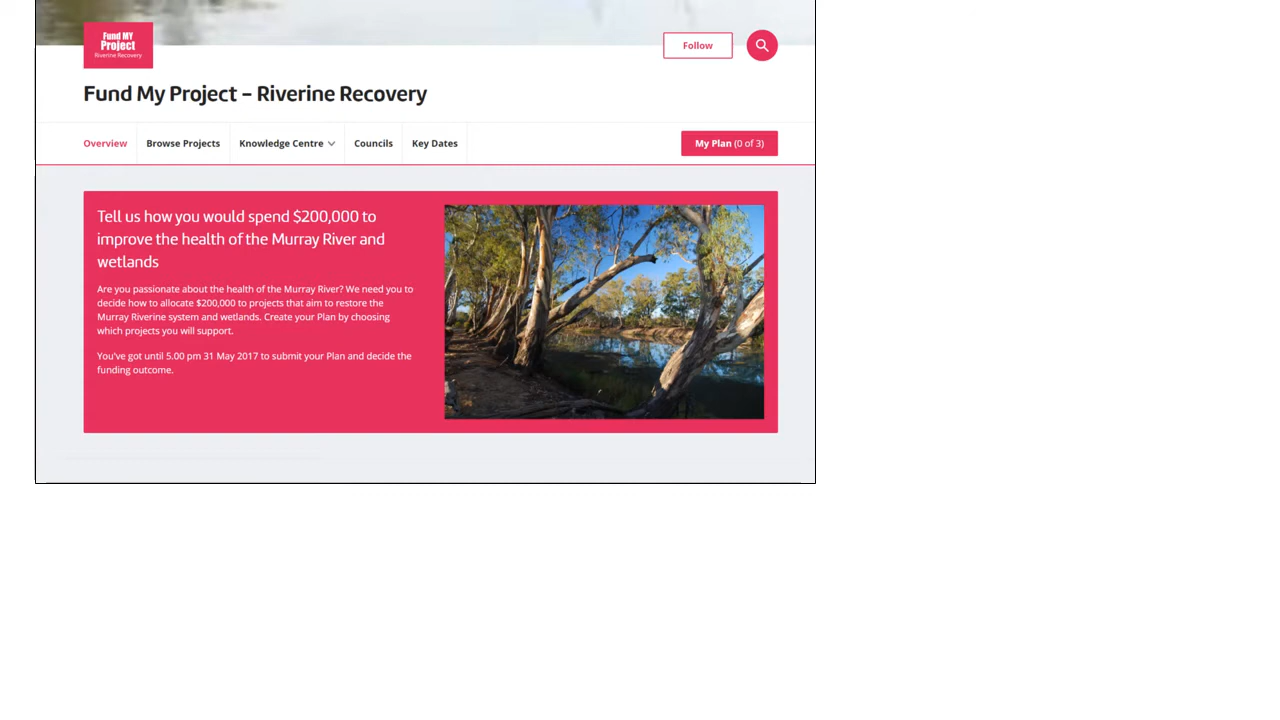 Fund MY
Project
Riverine Recovery
Follow
Fund My Project – Riverine Recovery
Overview
Browse Projects
Knowledge Centre
Councils
Key Dates
My Plan (0 of 3)
Tell us how you would spend $200,000 to
improve the health of the Murray River and
wetlands
Are you passionate about the health of the Murray River? We need you to
decide how to allocate $200,000 to projects that aim to restore the
Murray Riverine system and wetlands. Create your Plan by choosing
which projects you will support.
You've got until 5.00 pm 31 May 2017 to submit your Plan and decide the
funding outcome.